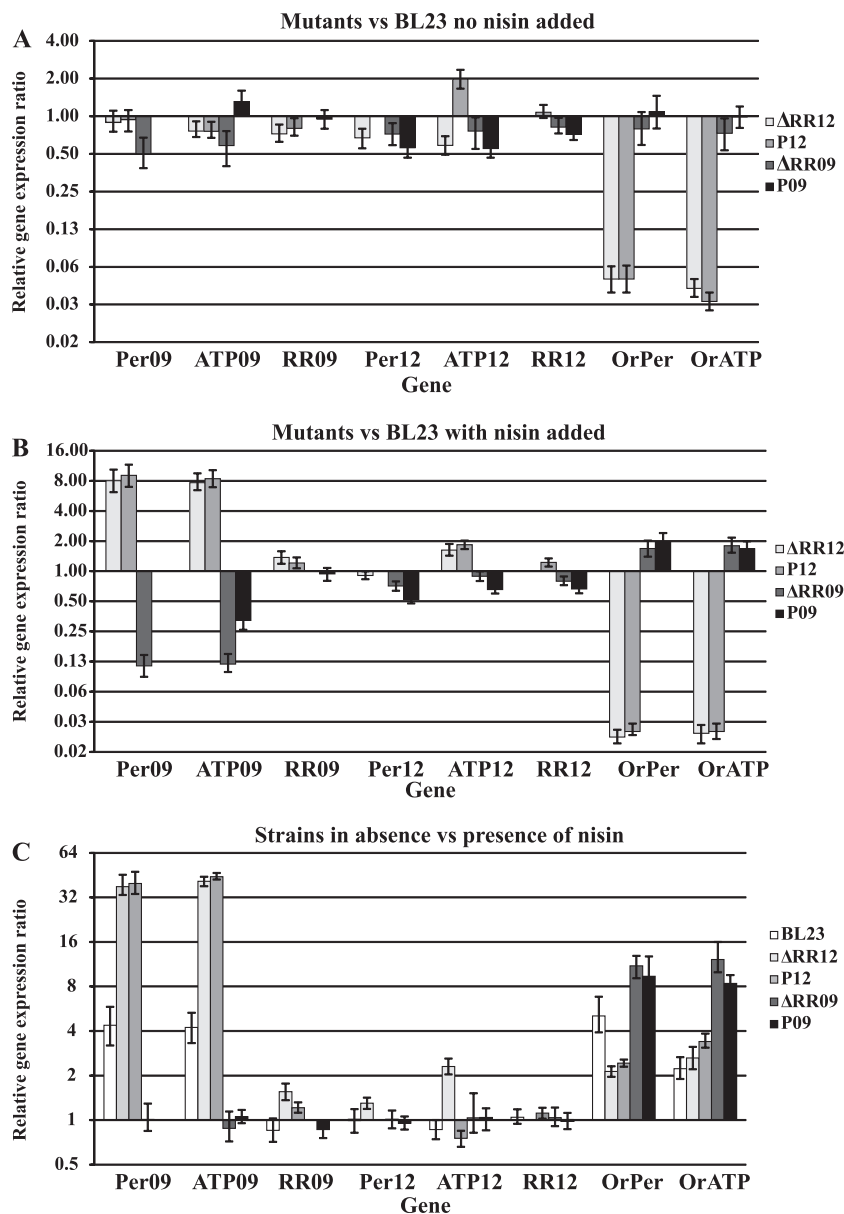 A
Mutants vs BL23 no nisin added
Relative gene expression ratio
4.00
2.00
1.00
0.50
0.25
0.13
0.06
0.03
0.02
Per09 ATP09 RR09 Per12 ATP12 RR12 OrPer OrATP
Gene
ΔRR12
P12
ΔRR09
P09
B
Mutants vs BL23 with nisin added
Relative gene expression ratio
16.00
8.00
4.00
2.00
1.00
0.50
0.25
0.13
0.06
0.03
0.02
Per09 ATP09 RR09 Per12 ATP12 RR12 OrPer OrATP
Gene
ΔRR12
P12
ΔRR09
P09
C
Strains in absence vs presence of nisin
Relative gene expression ratio
64
32
16
8
4
2
1
0.5
Per09 ATP09 RR09 Per12 ATP12 RR12 OrPer OrATP
Gene
BL23
ΔRR12
P12
ΔRR09
P09